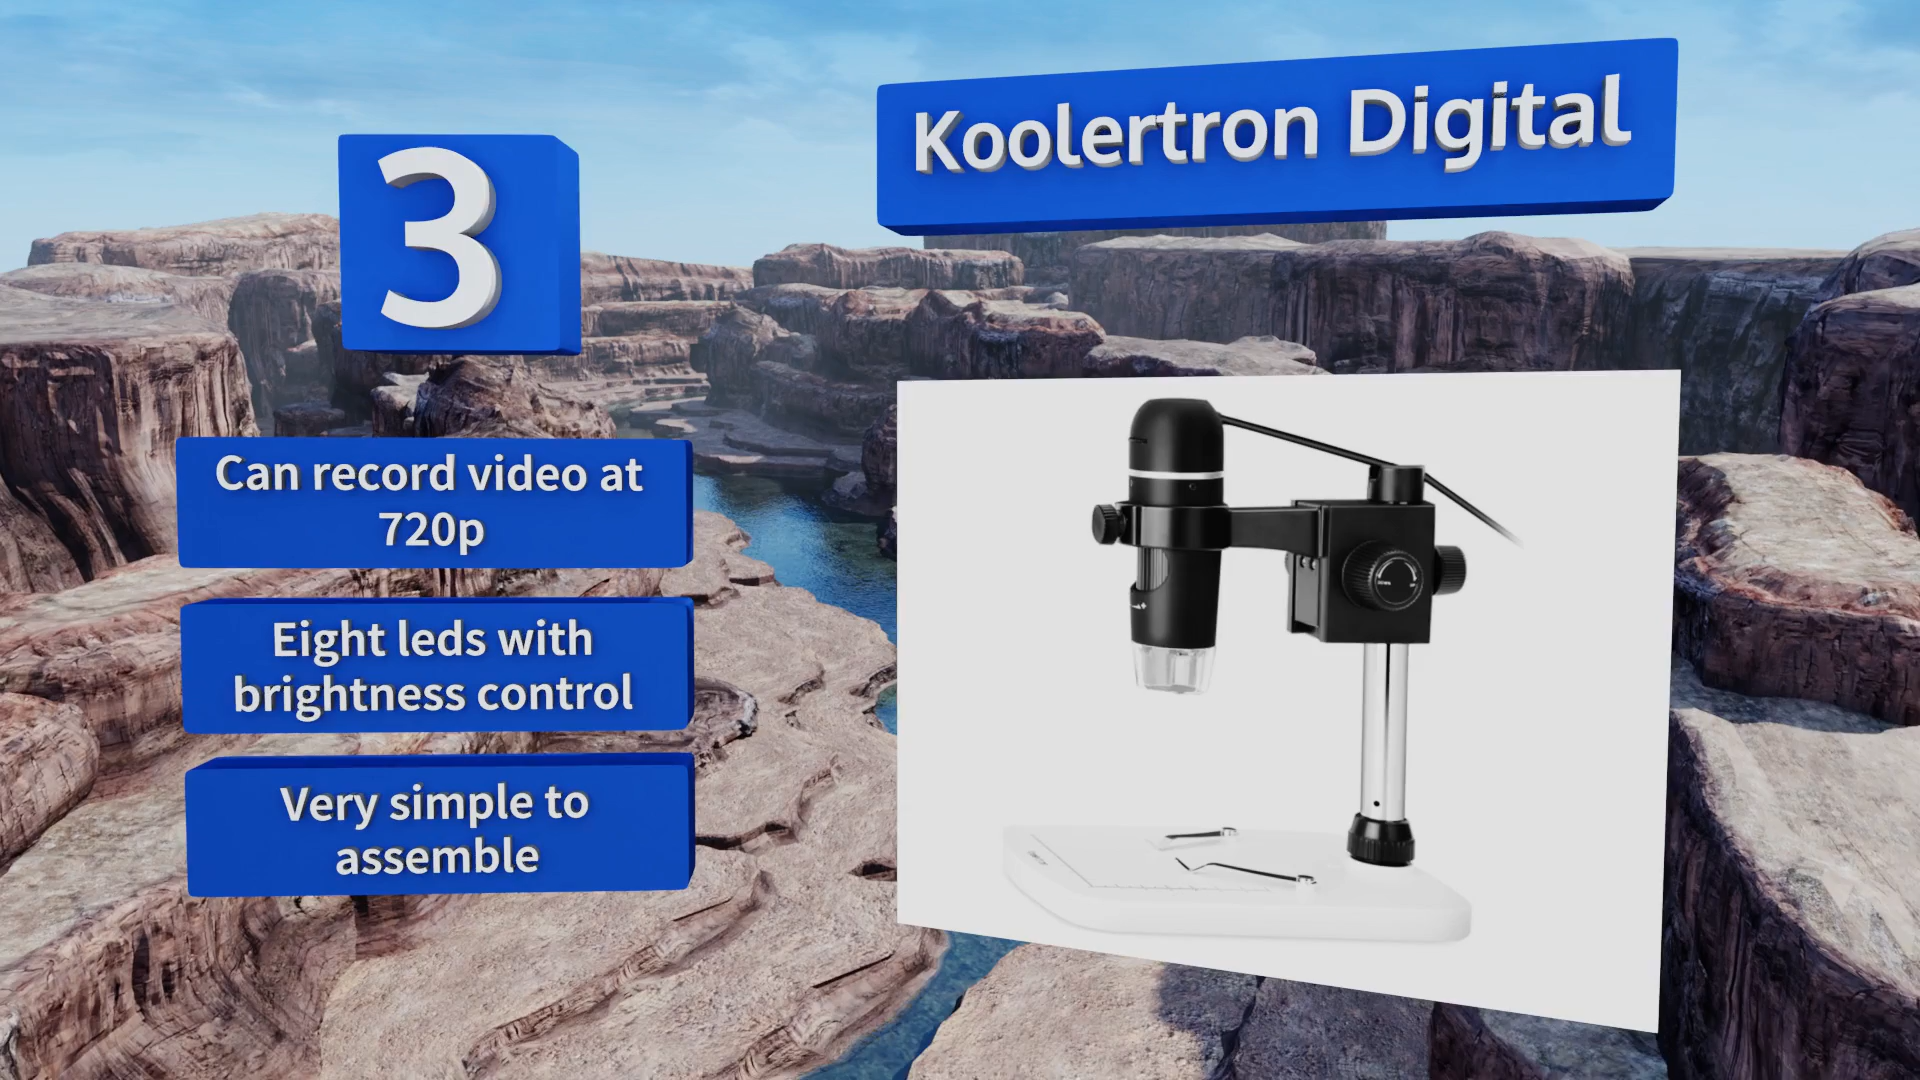 3
Koolertron Digital
Can record video at
720p
Eight leds with
brightness control
Very simple to
assemble